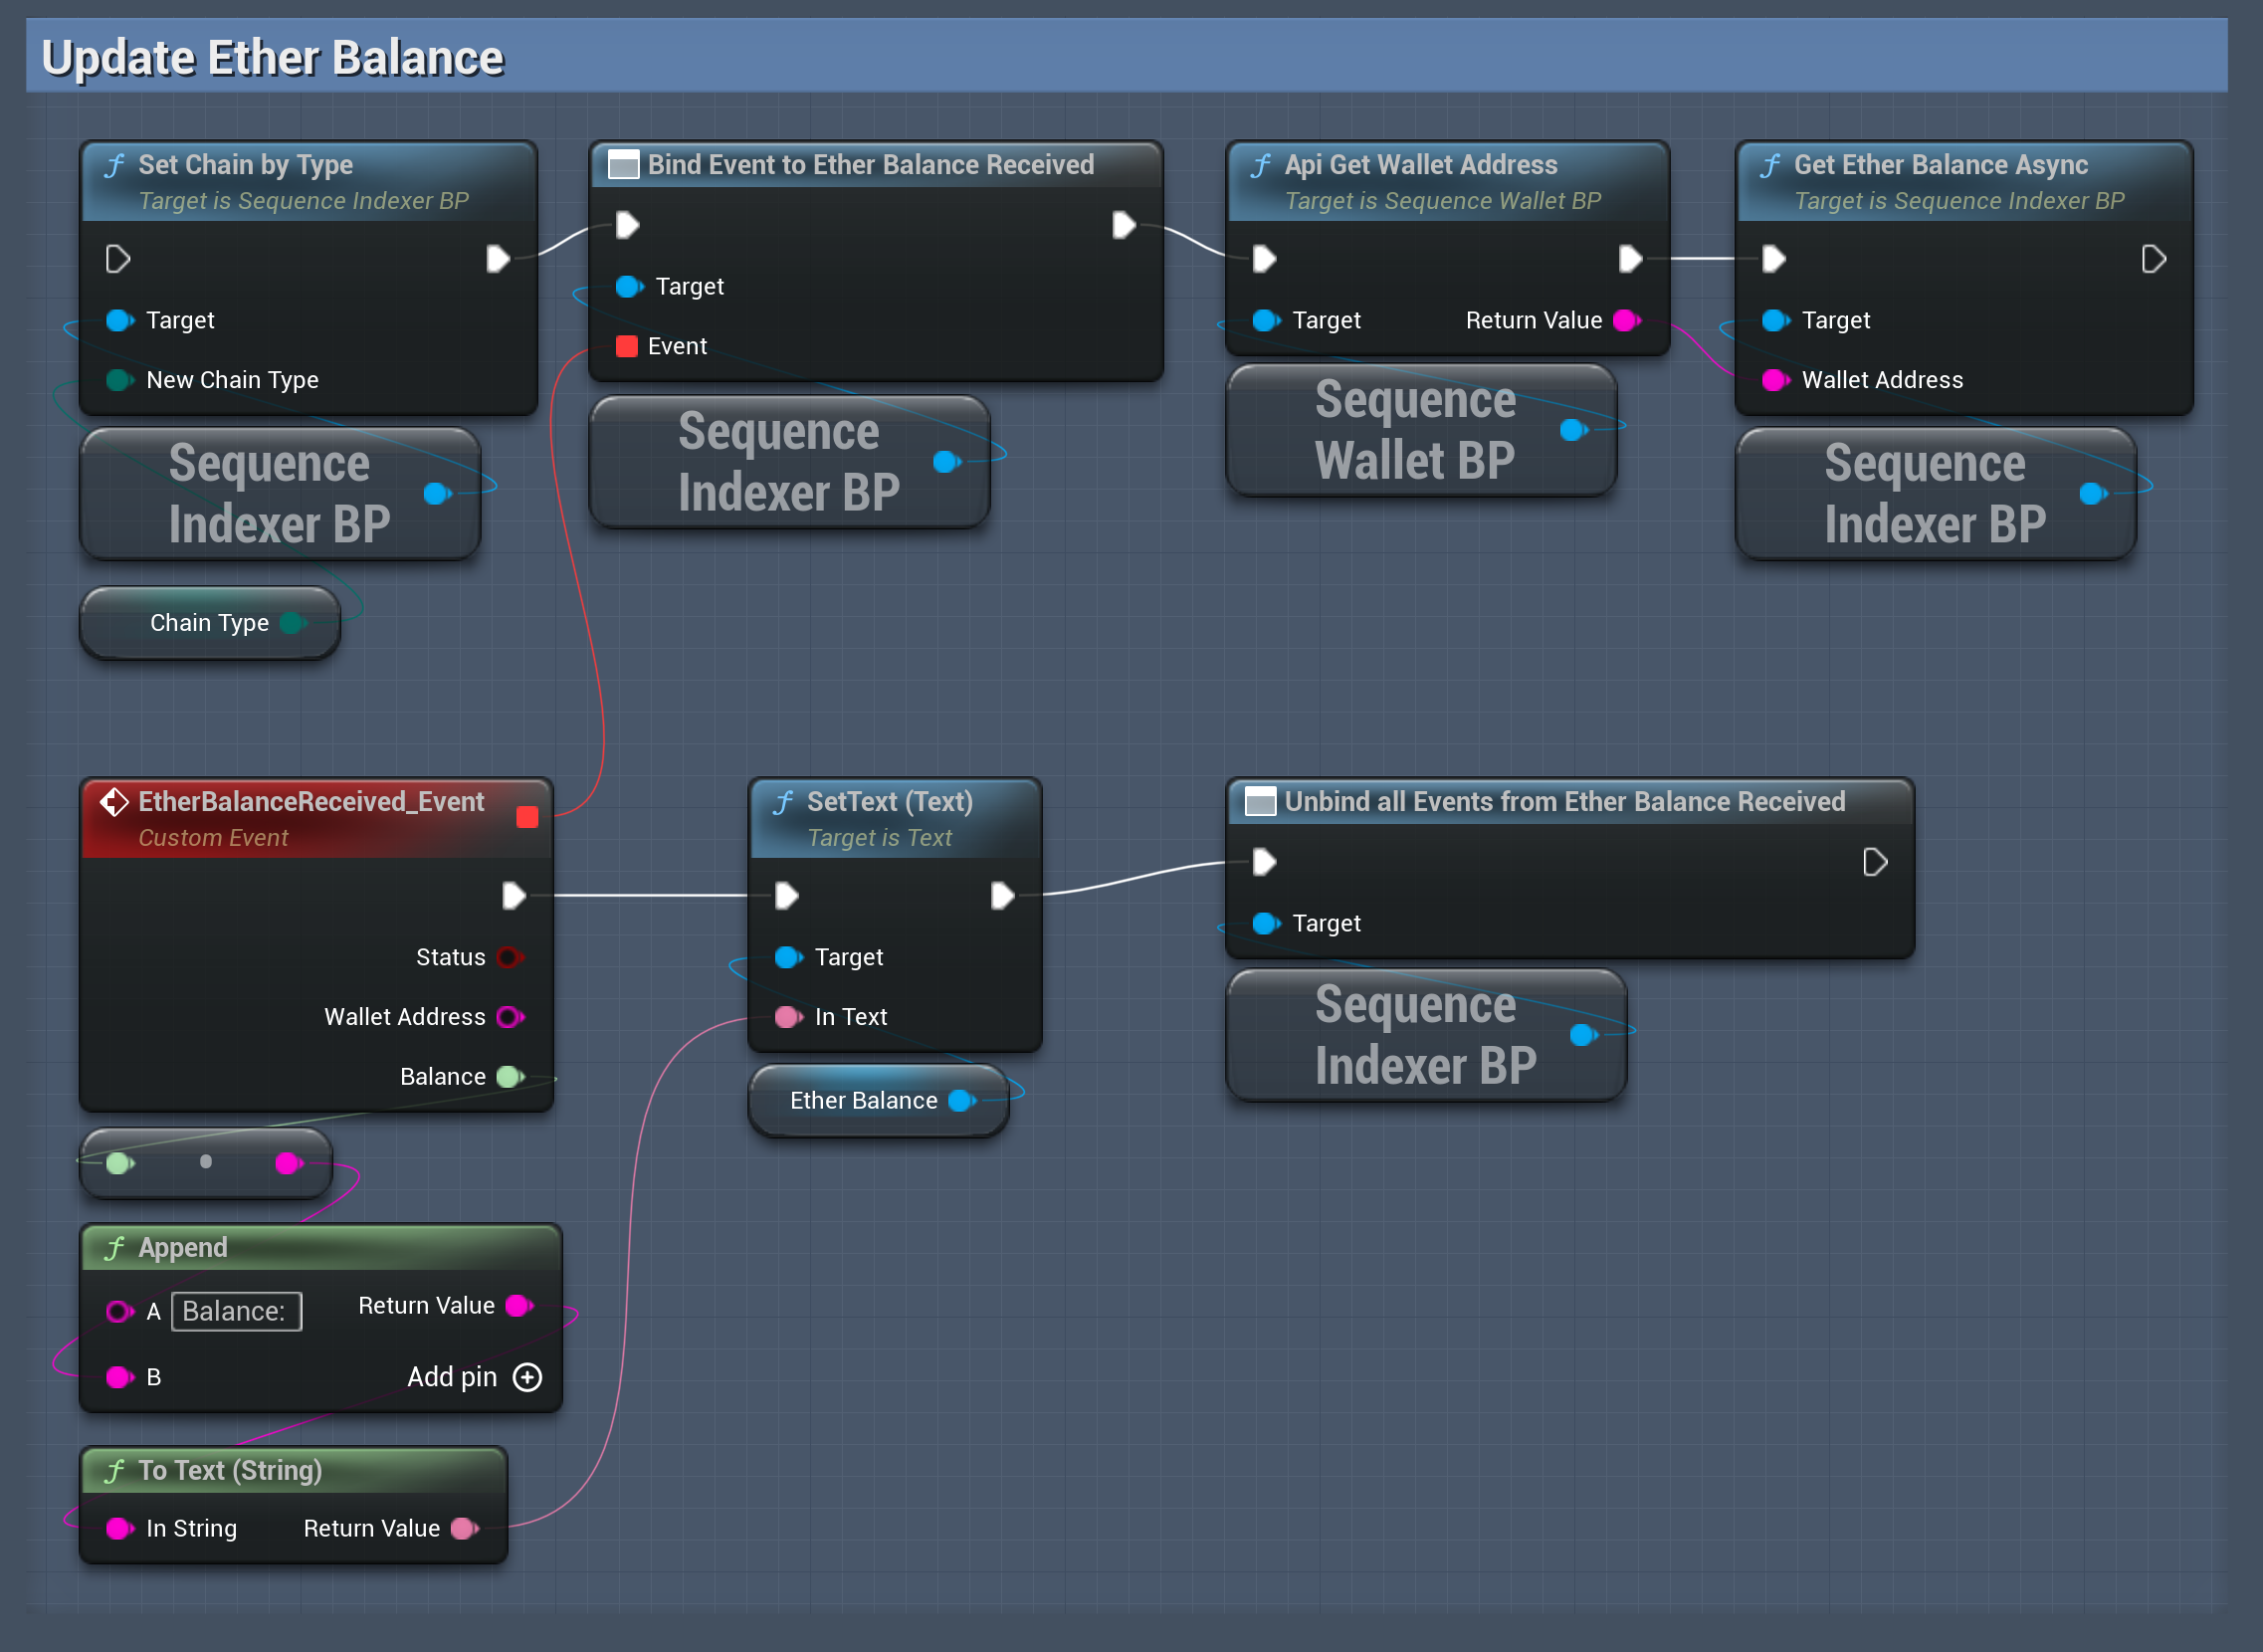 Update Ether Balance
Set Chain by Type
Target is Sequence Indexer BP
Target
New Chain Type
Sequence
Indexer BP
Chain Type
Bind Event to Ether Balance Received
Target
Event
Sequence
Indexer BP
Api Get Wallet Address
Target is Sequence Wallet BP
Target
Return Value
Sequence
Wallet BP
Get Ether Balance Async
Target is Sequence Indexer BP
Target
Wallet Address
Sequence
Indexer BP
EtherBalanceReceived_Event
Custom Event
Status
Wallet Address
Balance
Append
A Balance:
Return Value
B
Add pin
To Text (String)
In String
Return Value
SetText (Text)
Target is Text
Target
In Text
Ether Balance
Unbind all Events from Ether Balance Received
Target
Sequence
Indexer BP